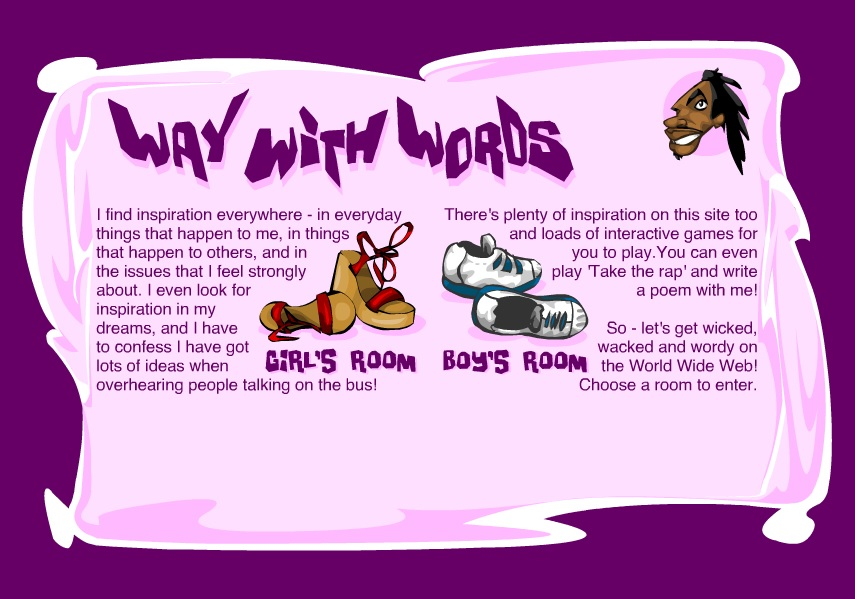 WAY WITH WORDS
I find inspiration everywhere - in everyday
things that happen to me, in things
that happen to others, and in
the issues that I feel strongly
about. I even look for
inspiration in my
dreams, and I have
to confess I have got
lots of ideas when
overhearing people talking on the bus!
GIRL'S ROOM
There's plenty of inspiration on this site too
and loads of interactive games for
you to play.You can even
play 'Take the rap' and write
a poem with me!
So - let's get wicked,
wacked and wordy on
the World Wide Web!
Choose a room to enter.
BOY'S ROOM